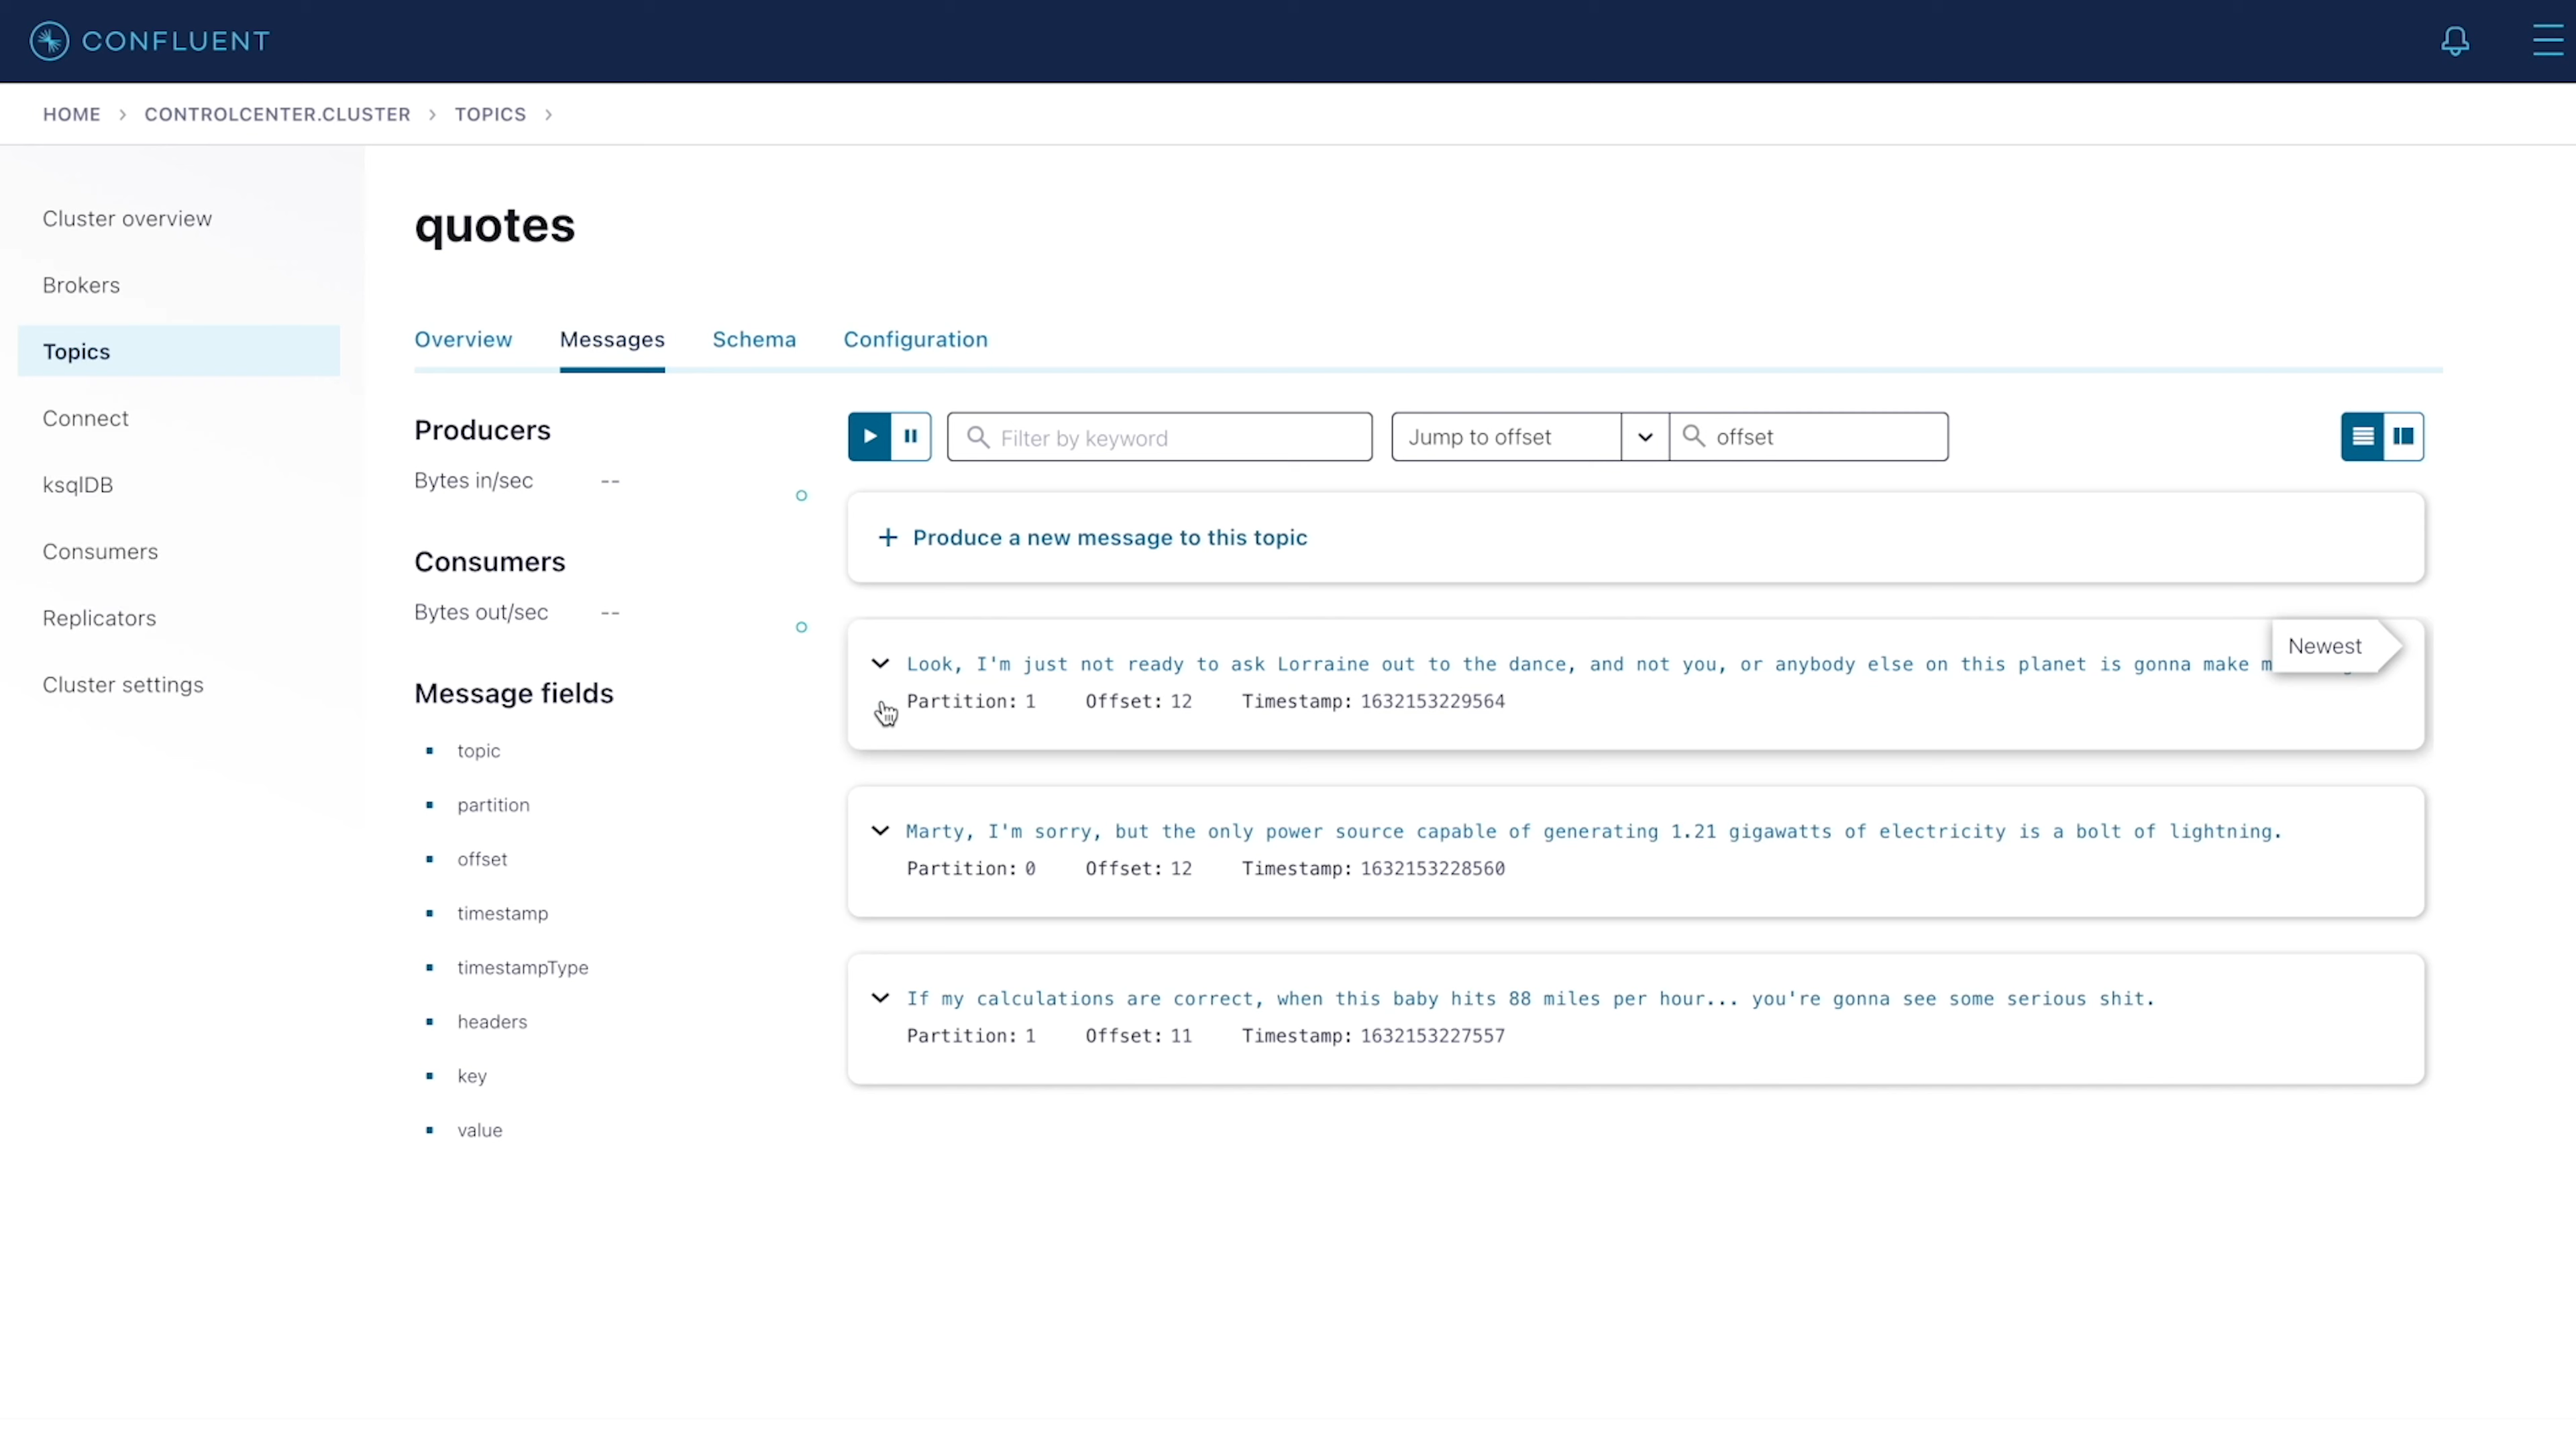 CONFLUENT
HOME > CONTROLCENTER.CLUSTER > TOPICS >
Cluster overview
Brokers
Topics
Connect
ksqlDB
Consumers
Replicators
Cluster settings
quotes
Overview Messages Schema Configuration
Producers
Bytes in/sec --
Consumers
Bytes out/sec --
Message fields
topic
partition
offset
timestamp
timestampType
headers
key
value
Filter by keyword
Jump to offset
offset
+ Produce a new message to this topic
Newest
Look, I'm just not ready to ask Lorraine out to the dance, and not you, or anybody else on this planet is gonna make
Partition: 1 Offset: 12 Timestamp: 1632153229564
Marty, I'm sorry, but the only power source capable of generating 1.21 gigawatts of electricity is a bolt of lightning.
Partition: 0 Offset: 12 Timestamp: 1632153228560
If my calculations are correct, when this baby hits 88 miles per hour... you're gonna see some serious shit.
Partition: 1 Offset: 11 Timestamp: 1632153227557